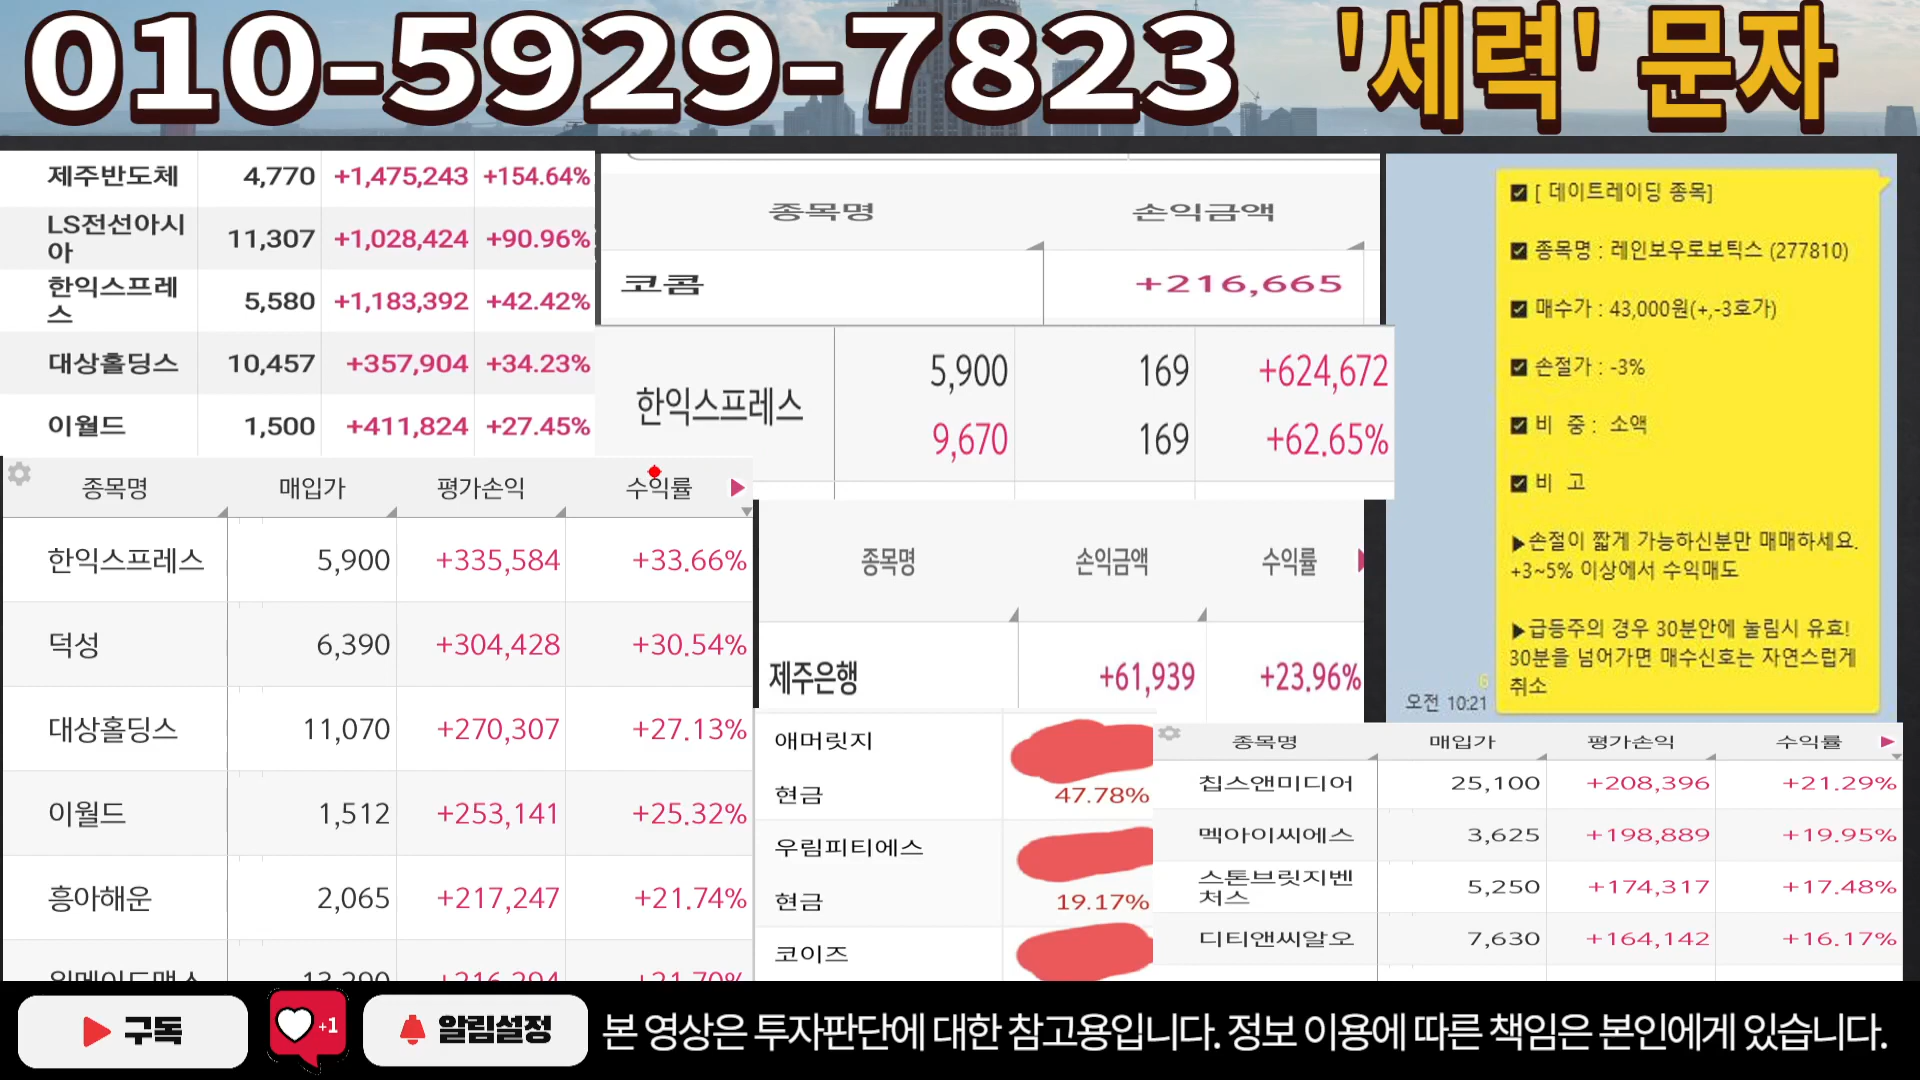 010-5929-7823 '세력' 문자
제주반도체 4,770 +1,475,243 +154.64%
LS전선아시아 11,307 +1,028,424 +90.96%
한익스프레스 5,580 +1,183,392 +42.42%
대상홀딩스 10,457 +357,904 +34.23%
이월드 1,500 +411,824 +27.45%
종목명 손익금액
코콤 +216,665
한익스프레스 5,900 169 +624,672
9,670 169 +62.65%
☑ [ 데이트레이딩 종목]
☑ 종목명 : 레인보우로보틱스 (277810)
☑ 매수가 : 43,000원(+,-3호가)
☑ 손절가 : -3%
☑ 비 중 : 소액
☑ 비 고
▶손절이 짧게 가능하신분만 매매하세요.
+3~5% 이상에서 수익매도
▶급등주의 경우 30분안에 눌림시 유효!
30분을 넘어가면 매수신호는 자연스럽게
취소
6
오전 10:21
종목명 매입가 평가손익 수익률
한익스프레스 5,900 +335,584 +33.66%
덕성 6,390 +304,428 +30.54%
대상홀딩스 11,070 +270,307 +27.13%
이월드 1,512 +253,141 +25.32%
흥아해운 2,065 +217,247 +21.74%
위메이드맥스 13,290 +216,294 +21.70%
종목명 손익금액 수익률
제주은행 +61,939 +23.96%
애머릿지
현금 47.78%
우림피티에스
현금 19.17%
코이즈
종목명 매입가 평가손익 수익률
칩스앤미디어 25,100 +208,396 +21.29%
멕아이씨에스 3,625 +198,889 +19.95%
스톤브릿지벤처스 5,250 +174,317 +17.48%
디티앤씨알오 7,630 +164,142 +16.17%
구독 +1 알림설정 본 영상은 투자판단에 대한 참고용입니다. 정보 이용에 따른 책임은 본인에게 있습니다.